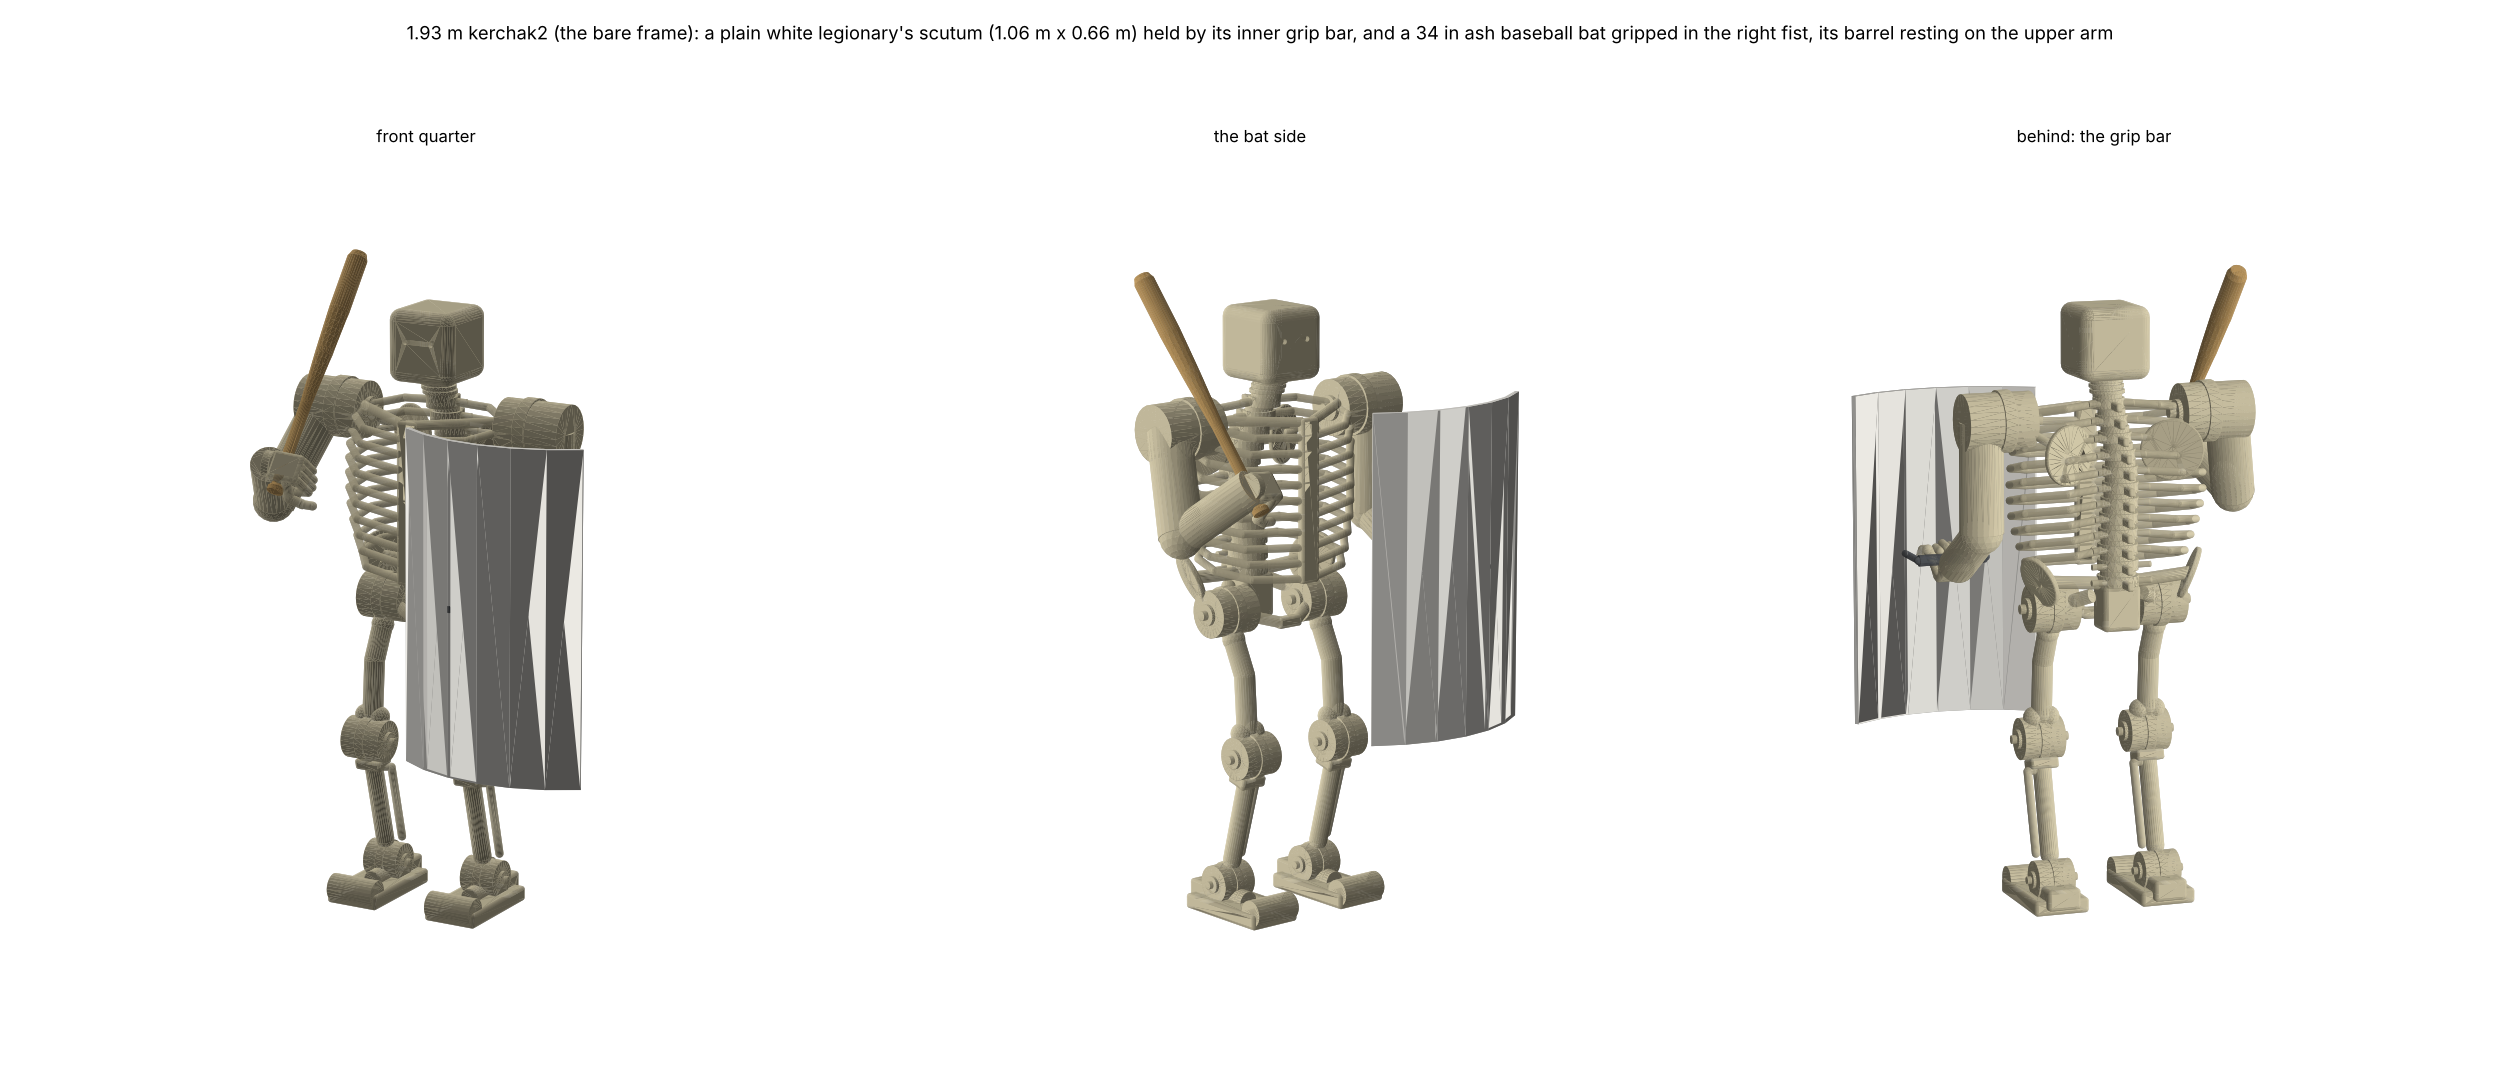 1.93 m kerchak2 (the bare frame): a plain white legionary's scutum (1.06 m x 0.66 m) held by its inner grip bar, and a 34 in ash baseball bat gripped in the right fist, its barrel resting on the upper arm
front quarter
the bat side
behind: the grip bar